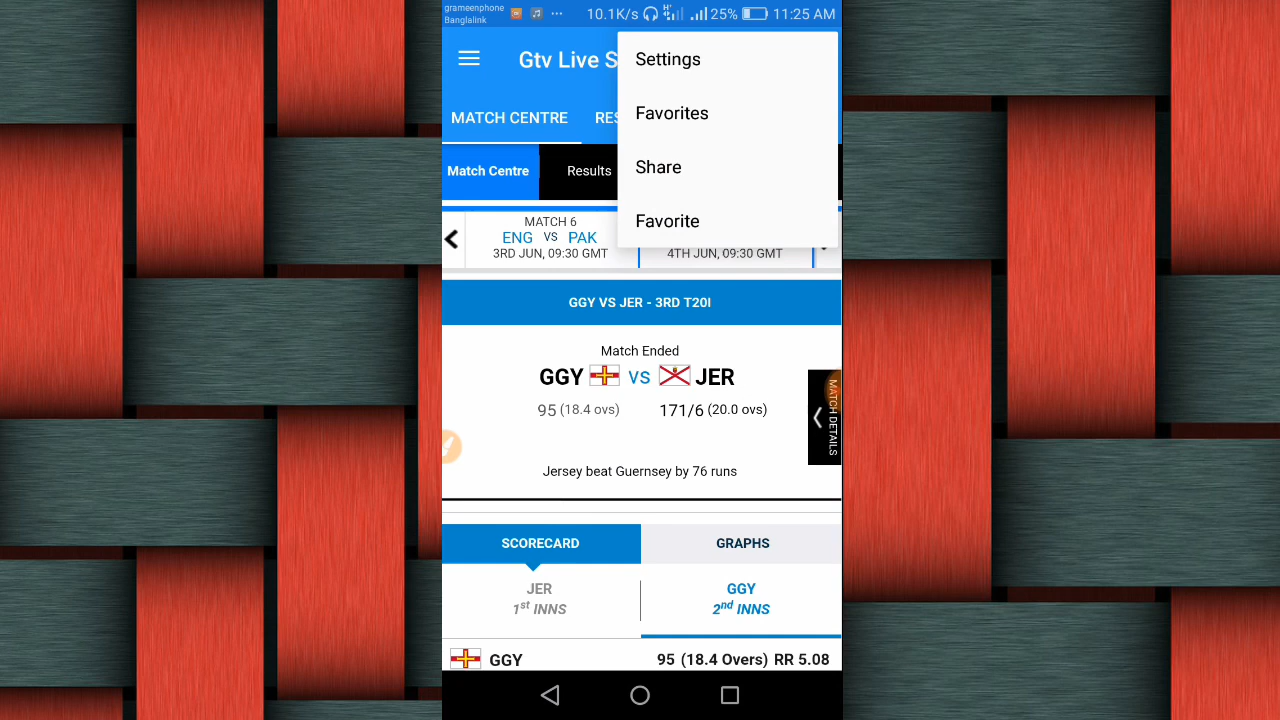 grameenphone
Banglalink
10.1K/s
H+
25%
11:25 AM
Gtv Live S
Settings
Favorites
Share
Favorite
MATCH CENTRE
RES
Match Centre
Results
MATCH 6
ENG VS PAK
3RD JUN, 09:30 GMT
4TH JUN, 09:30 GMT
GGY VS JER - 3RD T20I
Match Ended
GGY VS JER
95 (18.4 ovs)
171/6 (20.0 ovs)
MATCH DETAILS
Jersey beat Guernsey by 76 runs
SCORECARD
GRAPHS
JER
1st INNS
GGY
2nd INNS
GGY
95 (18.4 Overs) RR 5.08